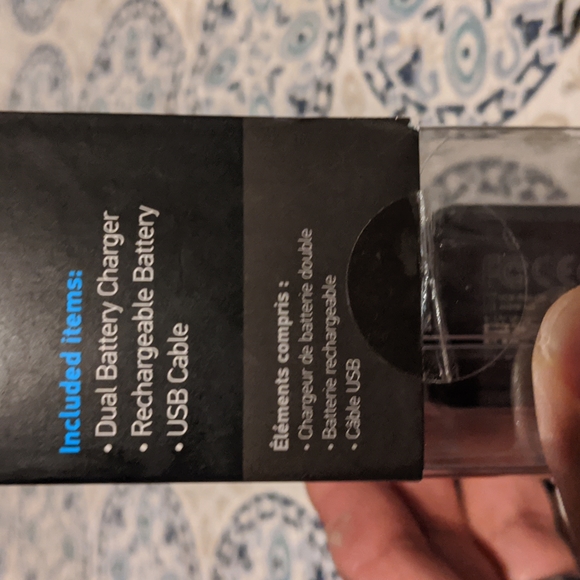 Included items:
• Dual Battery Charger
• Rechargeable Battery
• USB Cable
Éléments compris :
• Chargeur de batterie double
• Batterie rechargeable
• Câble USB